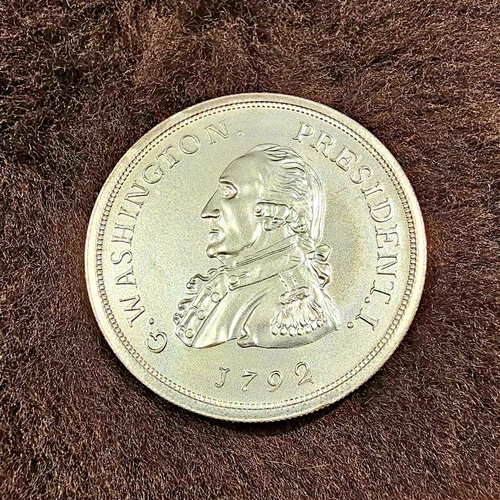 G. WASHINGTON. PRESIDENT. I.
1792